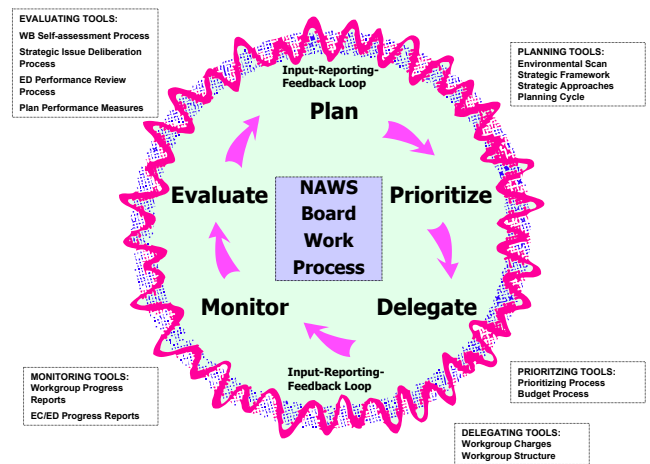 EVALUATING TOOLS:
WB Self-assessment Process
Strategic Issue Deliberation
Process
ED Performance Review
Process
Plan Performance Measures
PLANNING TOOLS:
Environmental Scan
Strategic Framework
Strategic Approaches
Planning Cycle
Input-Reporting-
Feedback Loop
Plan
Evaluate
Prioritize
NAWS
Board
Work
Process
Monitor
Delegate
Input-Reporting-
Feedback Loop
MONITORING TOOLS:
Workgroup Progress
Reports
EC/ED Progress Reports
PRIORITIZING TOOLS:
Prioritizing Process
Budget Process
DELEGATING TOOLS:
Workgroup Charges
Workgroup Structure